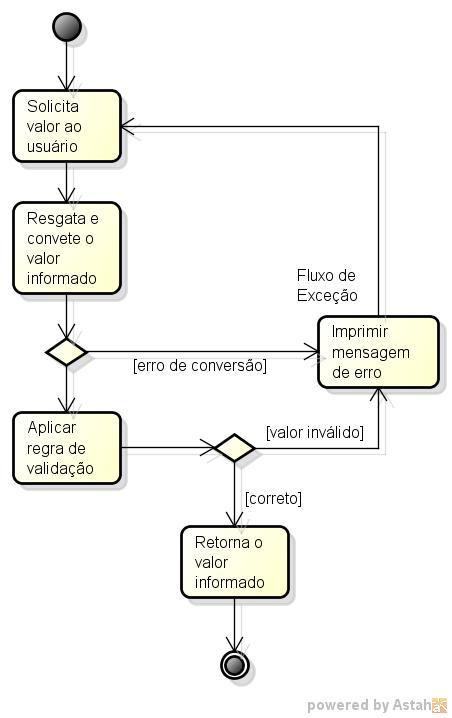 Solicita
valor ao
usuário
Resgata e
convete o
valor
informado
Fluxo de
Exceção
Imprimir
mensagem
de erro
[erro de conversão]
Aplicar
regra de
validação
[valor inválido]
[correto]
Retorna o
valor
informado
powered by Astah